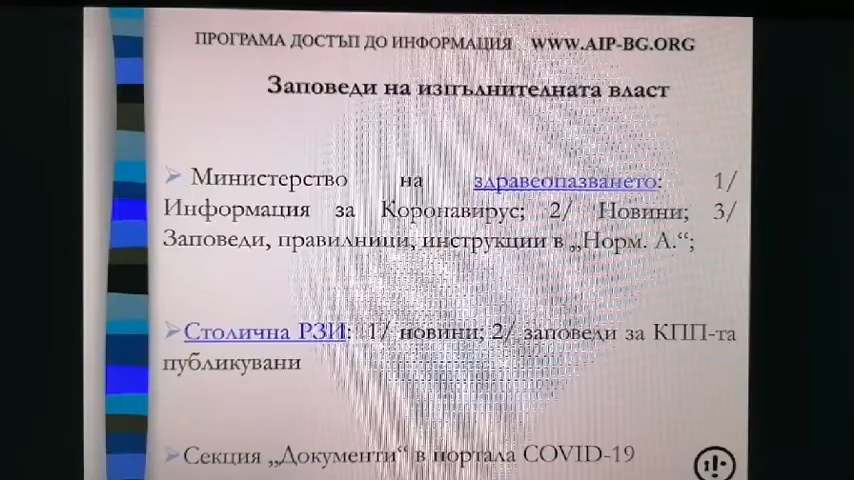 ПРОГРАМА ДОСТЪП ДО ИНФОРМАЦИЯ WWW.AIP-BG.ORG
Заповеди на изпълнителната власт
Министерство на здравеопазването: 1/
Информация за Коронавирус; 2/ Новини; 3/
Заповеди, правилници, инструкции в „Норм. А.“;
Столична РЗИ: 1/ новини; 2/ заповеди за КПП-та
публикувани
Секция „Документи“ в портала COVID-19